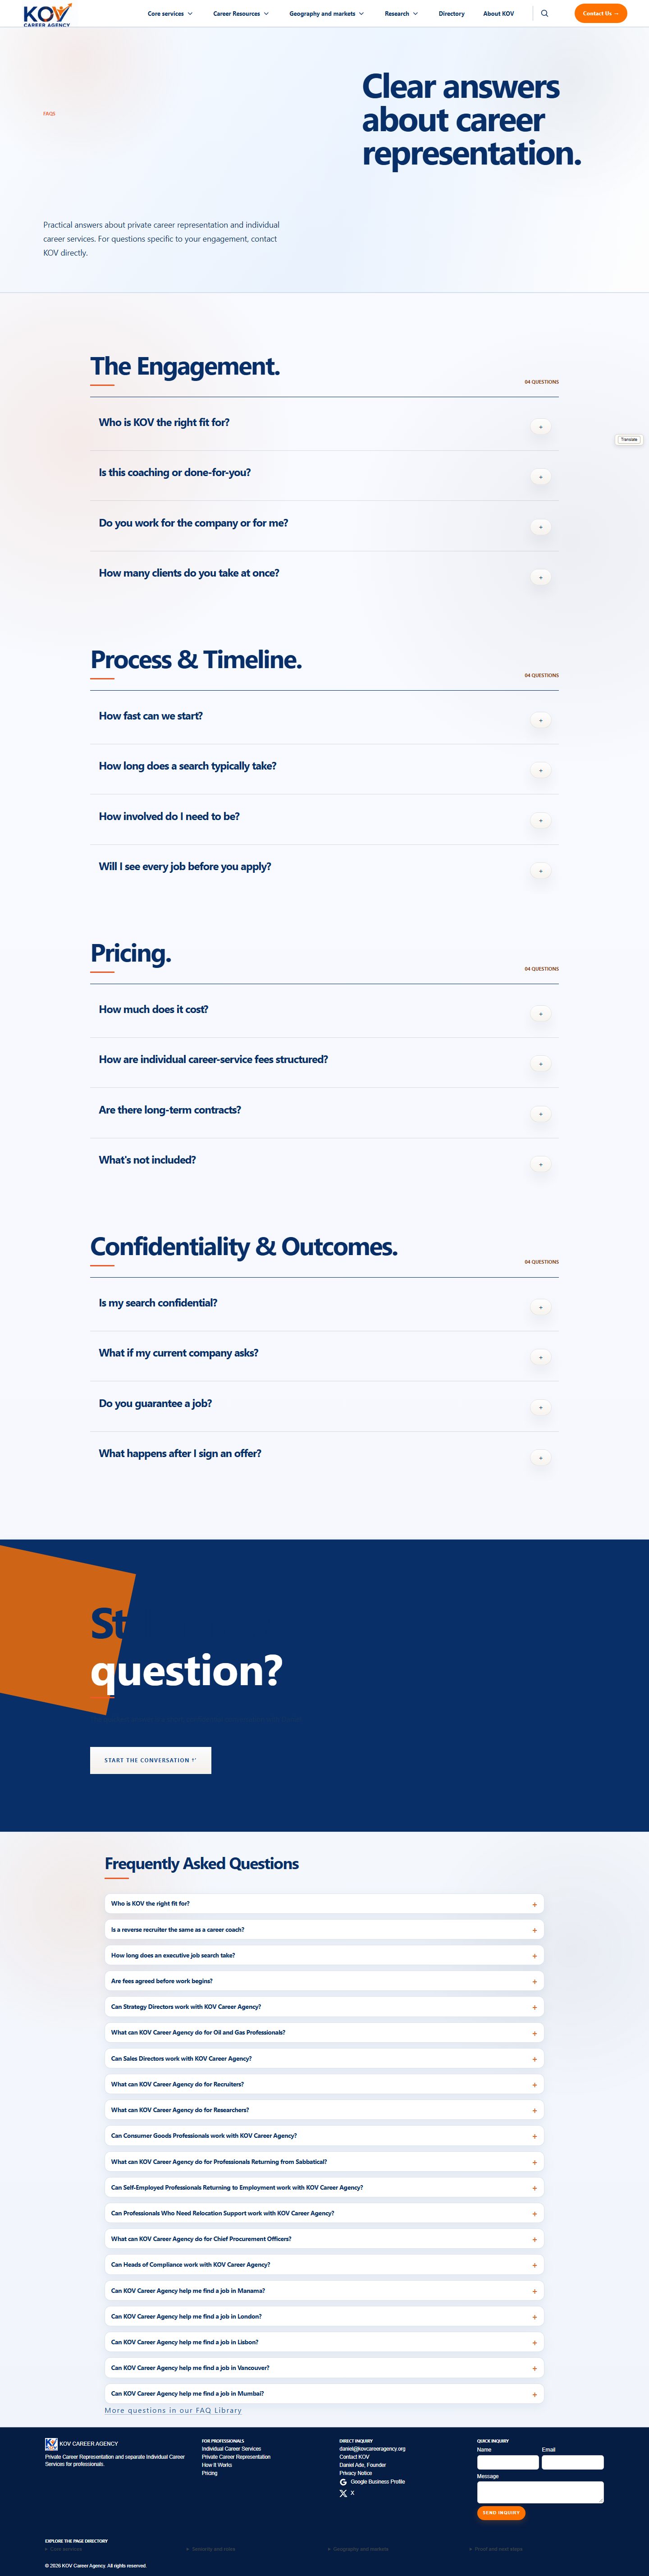 KOV
CAREER AGENCY
Core services
Career Resources
Geography and markets
Research
Directory
About KOV
Contact Us
FAQS
Clear answers
about career
representation.
Practical answers about private career representation and individual
career services. For questions specific to your engagement, contact
KOV directly.
Translate
The Engagement.
04 QUESTIONS
Who is KOV the right fit for?
+
Is this coaching or done-for-you?
+
Do you work for the company or for me?
+
How many clients do you take at once?
+
Process & Timeline.
04 QUESTIONS
How fast can we start?
+
How long does a search typically take?
+
How involved do I need to be?
+
Will I see every job before you apply?
+
Pricing.
04 QUESTIONS
How much does it cost?
+
How are individual career-service fees structured?
+
Are there long-term contracts?
+
What's not included?
+
Confidentiality & Outcomes.
04 QUESTIONS
Is my search confidential?
+
What if my current company asks?
+
Do you guarantee a job?
+
What happens after I sign an offer?
+
question?
START THE CONVERSATION
Frequently Asked Questions
Who is KOV the right fit for?
+
Is a reverse recruiter the same as a career coach?
+
How long does an executive job search take?
+
Are fees agreed before work begins?
+
Can Strategy Directors work with KOV Career Agency?
+
What can KOV Career Agency do for Oil and Gas Professionals?
+
Can Sales Directors work with KOV Career Agency?
+
What can KOV Career Agency do for Recruiters?
+
What can KOV Career Agency do for Researchers?
+
Can Consumer Goods Professionals work with KOV Career Agency?
+
What can KOV Career Agency do for Professionals Returning from Sabbatical?
+
Can Self-Employed Professionals Returning to Employment work with KOV Career Agency?
+
Can Professionals Who Need Relocation Support work with KOV Career Agency?
+
What can KOV Career Agency do for Chief Procurement Officers?
+
Can Heads of Compliance work with KOV Career Agency?
+
Can KOV Career Agency help me find a job in Manama?
+
Can KOV Career Agency help me find a job in London?
+
Can KOV Career Agency help me find a job in Lisbon?
+
Can KOV Career Agency help me find a job in Vancouver?
+
Can KOV Career Agency help me find a job in Mumbai?
+
More questions in our FAQ Library
KOV CAREER AGENCY
Private Career Representation and separate Individual Career
Services for professionals.
FOR PROFESSIONALS
Individual Career Services
Private Career Representation
How It Works
Pricing
DIRECT INQUIRY
daniel@kovcareeragency.org
Contact KOV
Daniel Ade, Founder
Privacy Notice
Google Business Profile
X
QUICK INQUIRY
Name
Email
Message
SEND INQUIRY
EXPLORE THE PAGE DIRECTORY
Core services
Seniority and roles
Geography and markets
Proof and next steps
© 2026 KOV Career Agency. All rights reserved.